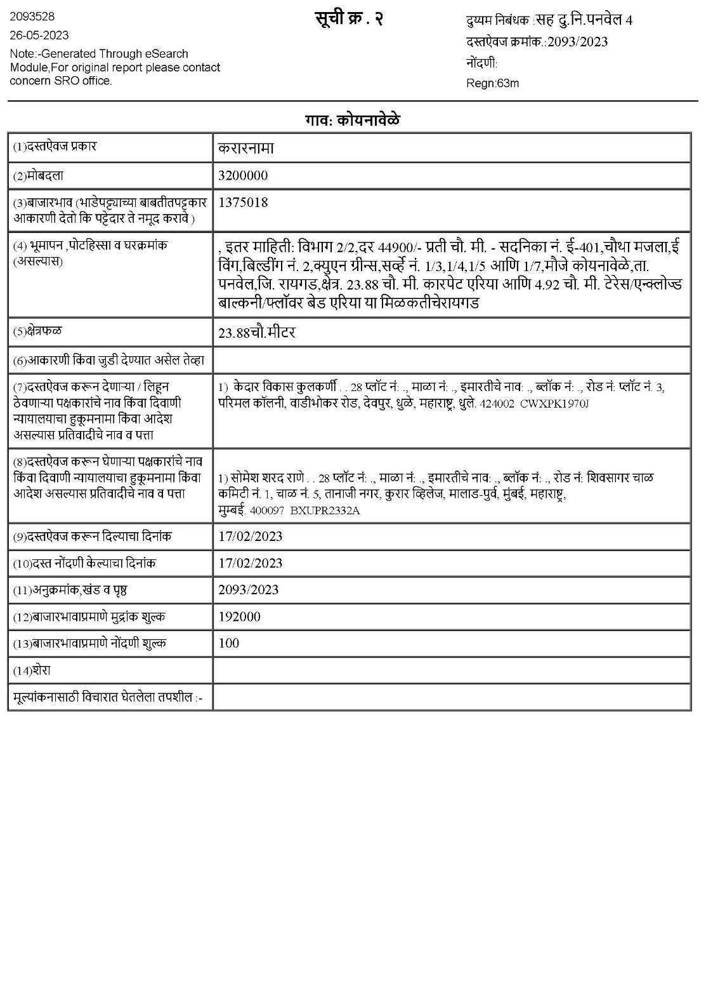 2093528
26-05-2023
Note:-Generated Through eSearch
Module,For original report please contact
concern SRO office.
सूची क्र . २
दुय्यम निबंधक :सह दु.नि.पनवेल 4
दस्तऐवज क्रमांक.:2093/2023
नोंदणी:
Regn:63m
गाव: कोयनावेळे
(1)दस्तऐवज प्रकार
करारनामा
(2)मोबदला
3200000
(3)बाजारभाव (भाडेपट्ट्याच्या बाबतीतपट्टकार
आकारणी देतो कि पट्टेदार ते नमूद करावे )
1375018
(4) भूमापन ,पोटहिस्सा व घरक्रमांक
(असल्यास)
, इतर माहिती: विभाग 2/2,दर 44900/- प्रती चौ. मी. - सदनिका नं. ई-401,चौथा मजला,ई
विंग,बिल्डींग नं. 2,क्युएन ग्रीन्स,सर्व्हे नं. 1/3,1/4,1/5 आणि 1/7,मौजे कोयनावेळे,ता.
पनवेल,जि. रायगड,क्षेत्र. 23.88 चौ. मी. कारपेट एरिया आणि 4.92 चौ. मी. टेरेस/एन्क्लोज्ड
बाल्कनी/फ्लॉवर बेड एरिया या मिळकतीचेरायगड
(5)क्षेत्रफळ
23.88चौ.मीटर
(6)आकारणी किंवा जुडी देण्यात असेल तेव्हा
(7)दस्तऐवज करून देणाऱ्या / लिहून
ठेवणाऱ्या पक्षकारांचे नाव किंवा दिवाणी
न्यायालयाचा हुकूमनामा किंवा आदेश
असल्यास प्रतिवादीचे नाव व पत्ता
1) केदार विकास कुलकर्णी . . 28 प्लॉट नं: ., माळा नं: ., इमारतीचे नाव: ., ब्लॉक नं: ., रोड नं: प्लॉट नं. 3,
परिमल कॉलनी, वाडीभोकर रोड, देवपुर, धुळे, महाराष्ट्र, धुले. 424002 CWXPK1970J
(8)दस्तऐवज करून घेणाऱ्या पक्षकारांचे नाव
किंवा दिवाणी न्यायालयाचा हुकूमनामा किंवा
आदेश असल्यास प्रतिवादीचे नाव व पत्ता
1) सोमेश शरद राणे . . 28 प्लॉट नं: ., माळा नं: ., इमारतीचे नाव: ., ब्लॉक नं: ., रोड नं: शिवसागर चाळ
कमिटी नं. 1, चाळ नं. 5, तानाजी नगर, कुरार व्हिलेज, मालाड-पुर्व, मुंबई, महाराष्ट्र,
मुम्बई. 400097 BXUPR2332A
(9)दस्तऐवज करून दिल्याचा दिनांक
17/02/2023
(10)दस्त नोंदणी केल्याचा दिनांक
17/02/2023
(11)अनुक्रमांक,खंड व पृष्ठ
2093/2023
(12)बाजारभावाप्रमाणे मुद्रांक शुल्क
192000
(13)बाजारभावाप्रमाणे नोंदणी शुल्क
100
(14)शेरा
मूल्यांकनासाठी विचारात घेतलेला तपशील :-